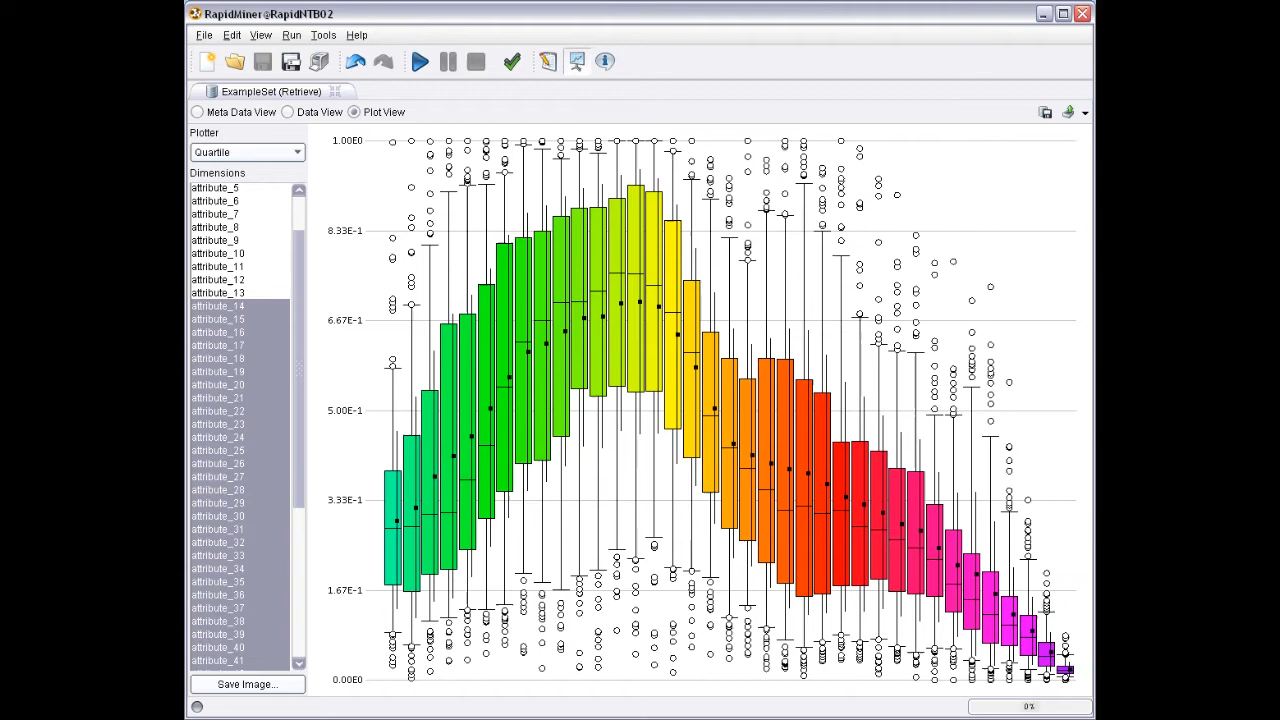 RapidMiner@RapidNTB02
File Edit View Run Tools Help
ExampleSet (Retrieve)
Meta Data View Data View Plot View
Plotter
Quartile
Dimensions
attribute_5
attribute_6
attribute_7
attribute_8
attribute_9
attribute_10
attribute_11
attribute_12
attribute_13
attribute_14
attribute_15
attribute_16
attribute_17
attribute_18
attribute_19
attribute_20
attribute_21
attribute_22
attribute_23
attribute_24
attribute_25
attribute_26
attribute_27
attribute_28
attribute_29
attribute_30
attribute_31
attribute_32
attribute_33
attribute_34
attribute_35
attribute_36
attribute_37
attribute_38
attribute_39
attribute_40
attribute_41
Save Image...
1.00E0
8.33E-1
6.67E-1
5.00E-1
3.33E-1
1.67E-1
0.00E0
0%